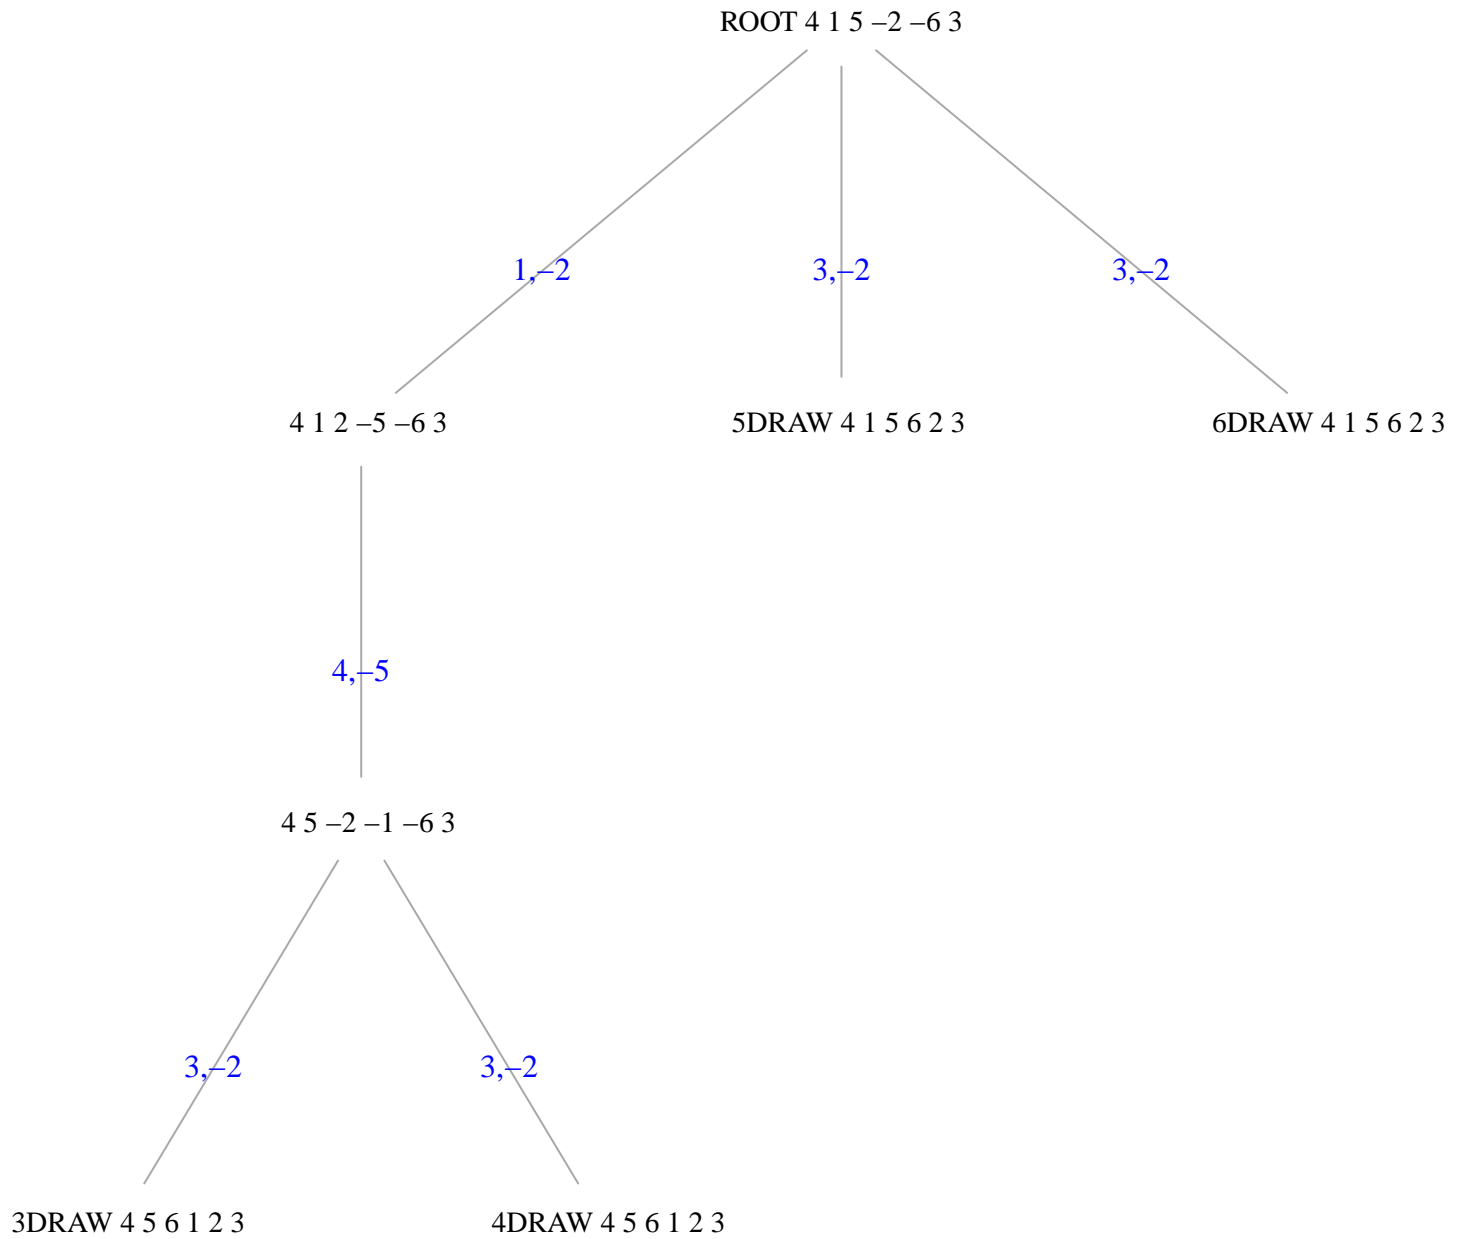 ROOT 4 1 5 –2 –6 3
1,–2
3,–2
3,–2
4 1 2 –5 –6 3
5DRAW 4 1 5 6 2 3
6DRAW 4 1 5 6 2 3
4,–5
4 5 –2 –1 –6 3
3,–2
3,–2
3DRAW 4 5 6 1 2 3
4DRAW 4 5 6 1 2 3